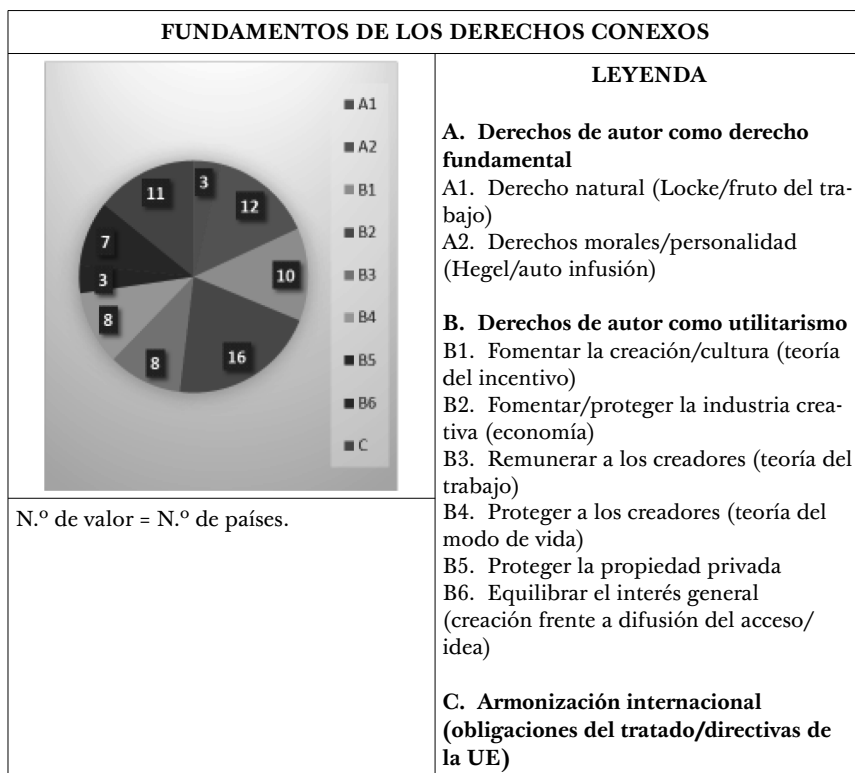 FUNDAMENTOS DE LOS DERECHOS CONEXOS
3
12
10
16
8
8
3
7
11
A1
A2
B1
B2
B3
B4
B5
B6
C
N.º de valor = N.º de países.
LEYENDA
A. Derechos de autor como derecho
fundamental
A1. Derecho natural (Locke/fruto del tra-
bajo)
A2. Derechos morales/personalidad
(Hegel/auto infusión)
B. Derechos de autor como utilitarismo
B1. Fomentar la creación/cultura (teoría
del incentivo)
B2. Fomentar/proteger la industria crea-
tiva (economía)
B3. Remunerar a los creadores (teoría del
trabajo)
B4. Proteger a los creadores (teoría del
modo de vida)
B5. Proteger la propiedad privada
B6. Equilibrar el interés general
(creación frente a difusión del acceso/
idea)
C. Armonización internacional
(obligaciones del tratado/directivas de
la UE)